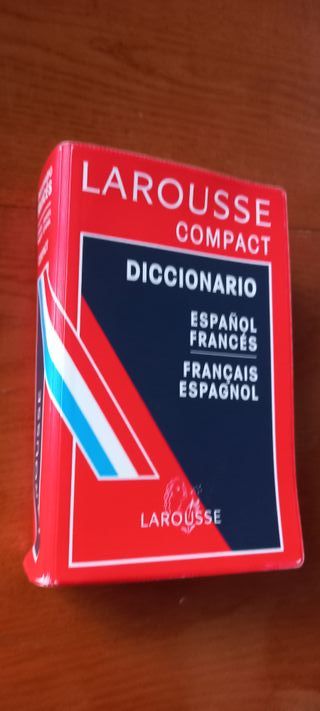 LAROUSSE
COMPACT
DICCIONARIO
ESPAÑOL
FRANCÉS
FRANÇAIS
ESPAGNOL
LAROUSSE